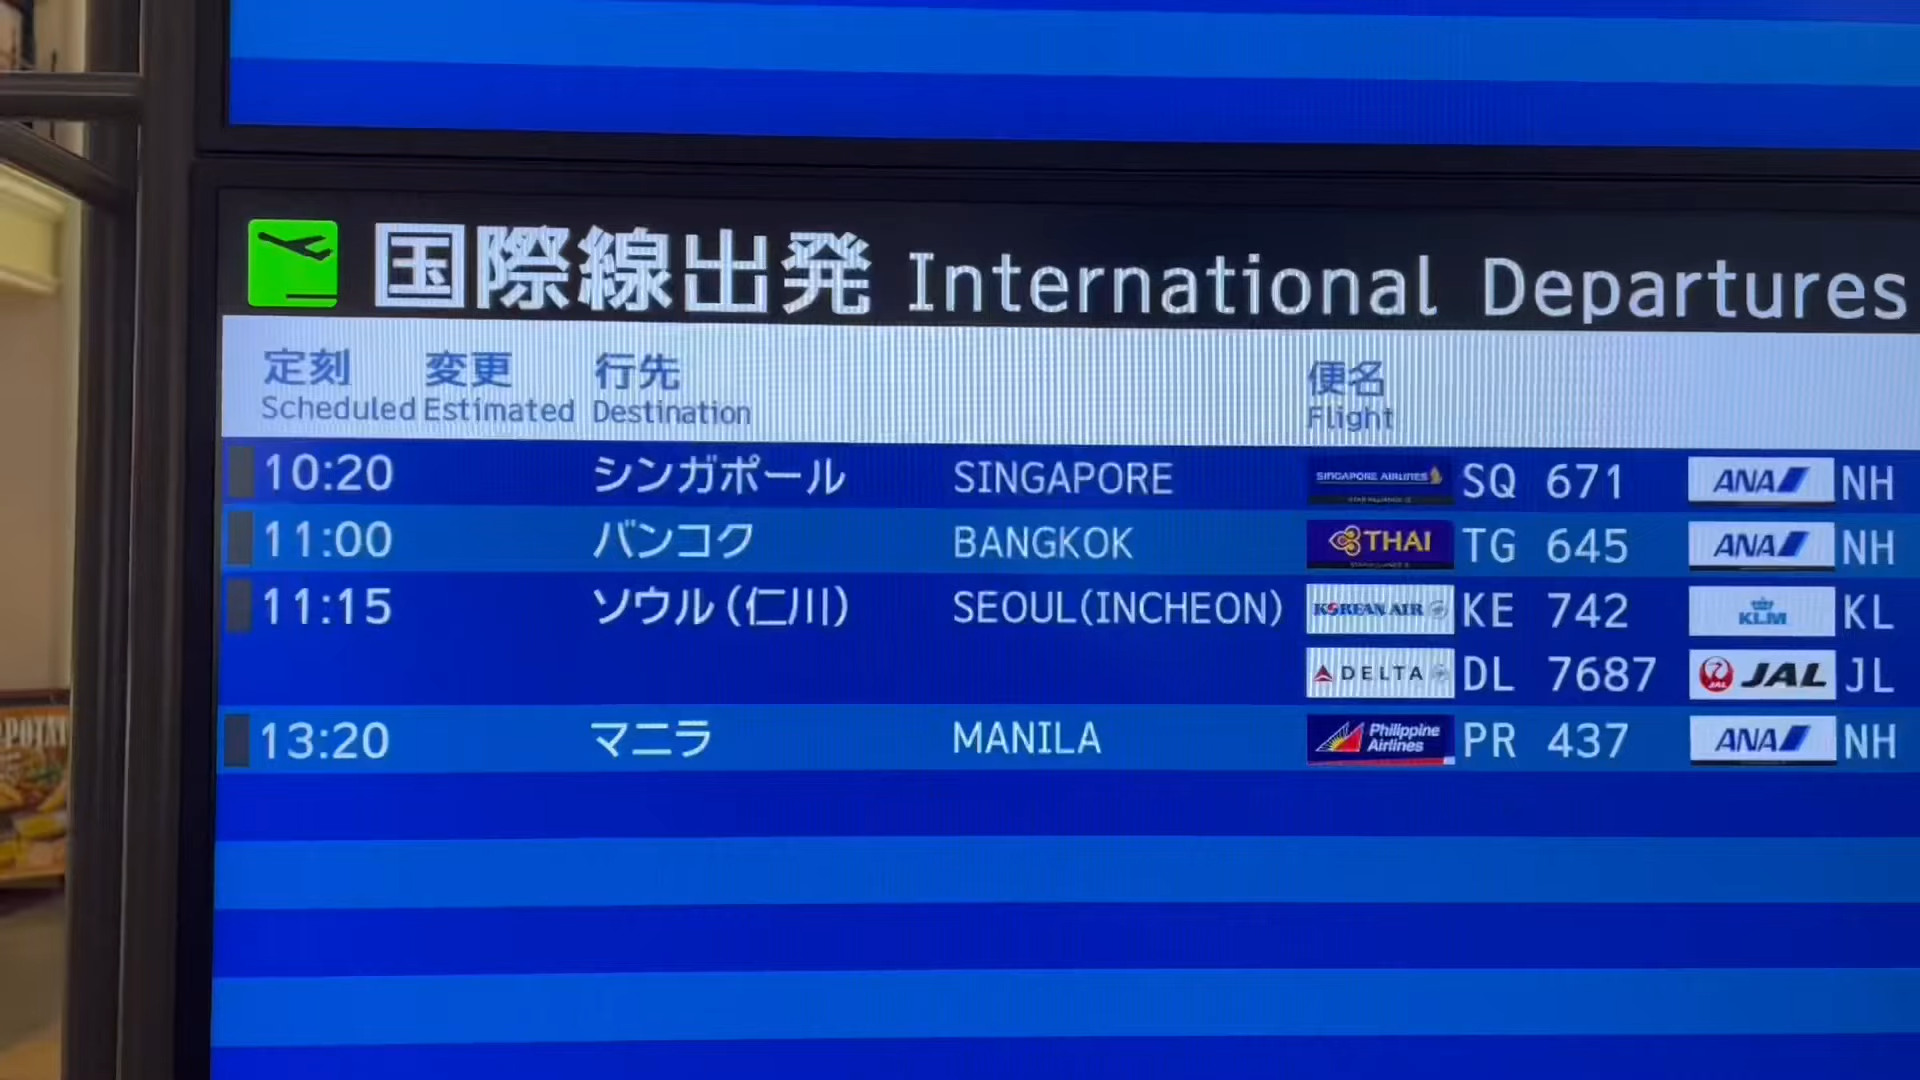 国際線出発 International Departures
定刻 変更 行先 便名
Scheduled Estimated Destination Flight
10:20 シンガポール SINGAPORE SINGAPORE AIRLINES SQ 671 ANA NH
11:00 バンコク BANGKOK THAI TG 645 ANA NH
11:15 ソウル(仁川) SEOUL(INCHEON) KOREAN AIR KE 742 KLM KL
DELTA DL 7687 JAL JL
13:20 マニラ MANILA Philippine Airlines PR 437 ANA NH